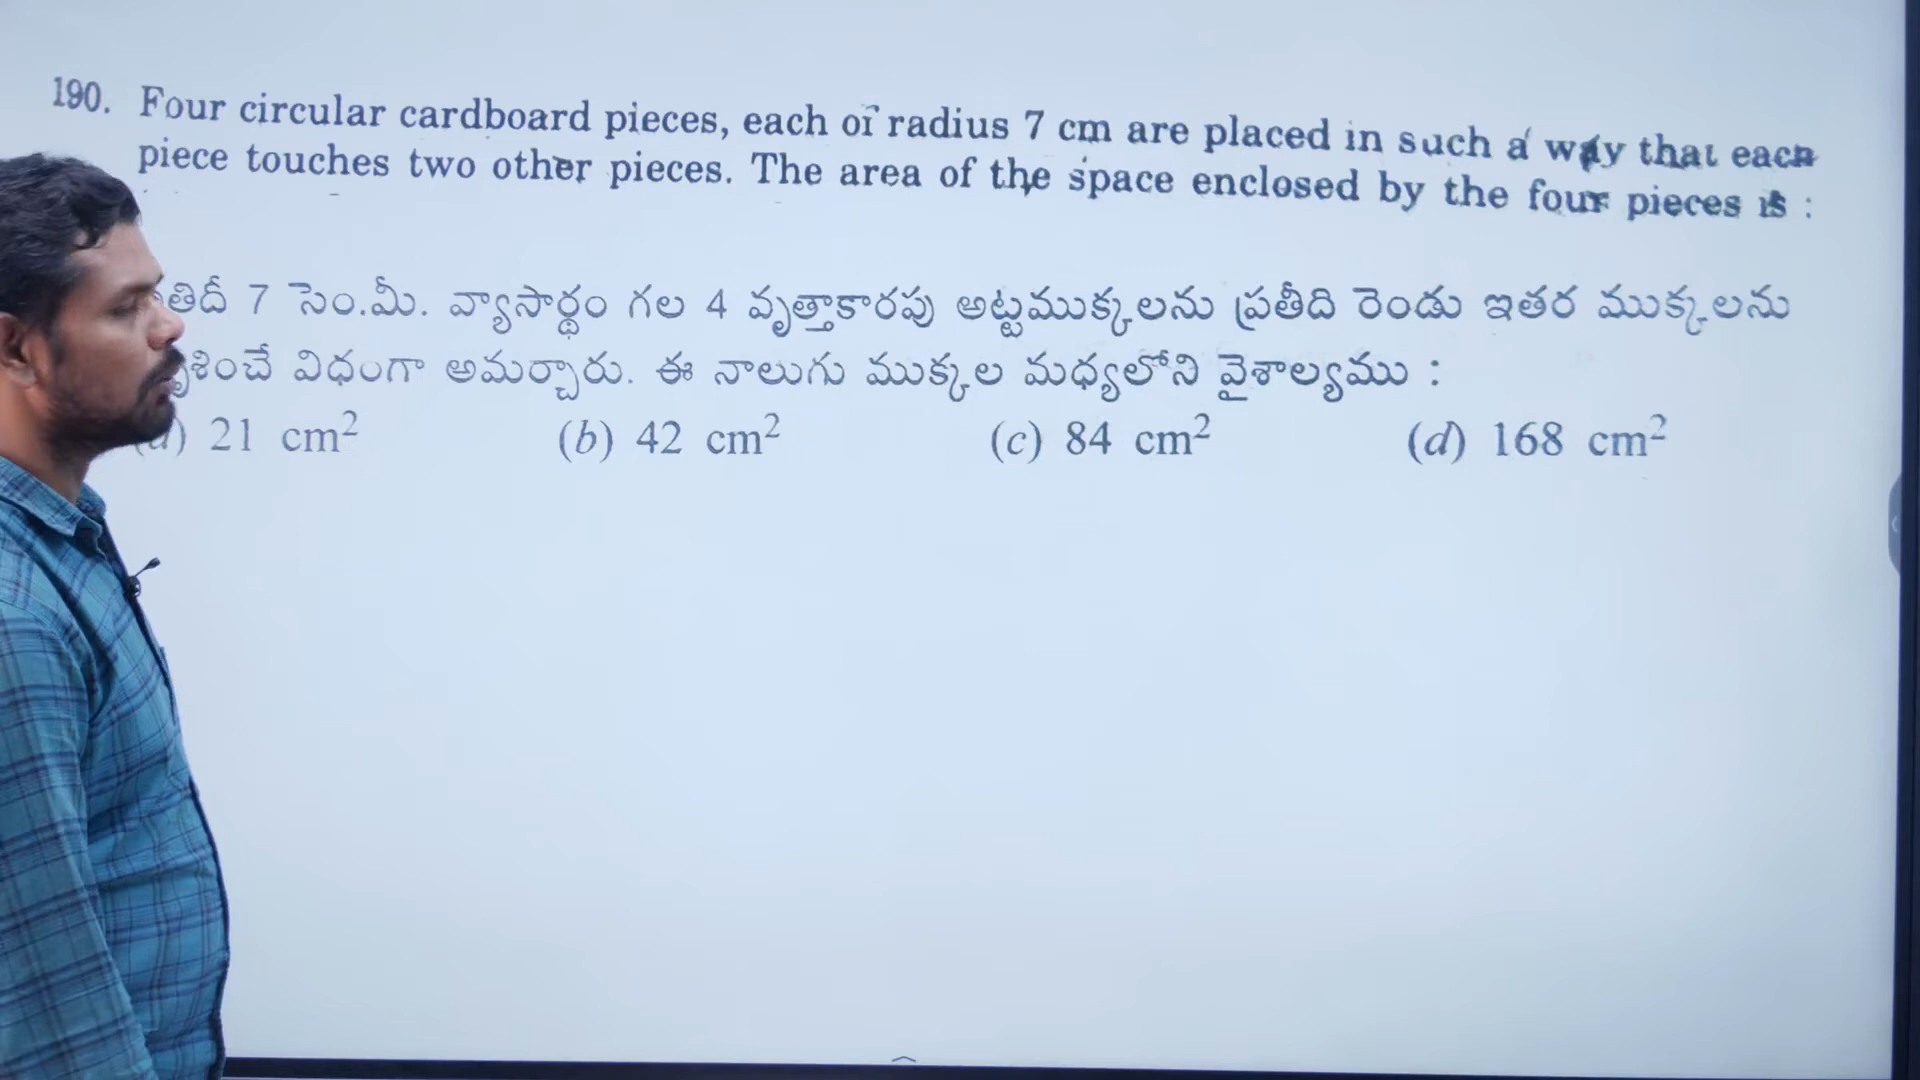 190. Four circular cardboard pieces, each of radius 7 cm are placed in such a way that each
piece touches two other pieces. The area of the space enclosed by the four pieces is :
7 సెం.మీ. వ్యాసార్థం గల 4 వృత్తాకారపు అట్టముక్కలను ప్రతీది రెండు ఇతర ముక్కలను
విధంగా అమర్చారు. ఈ నాలుగు ముక్కల మధ్యలోని వైశాల్యము :
21 cm² (b) 42 cm² (c) 84 cm² (d) 168 cm²